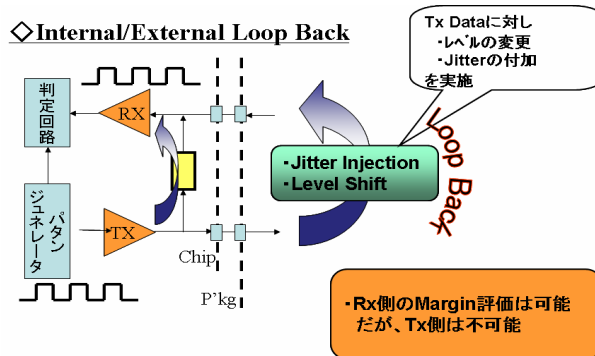 ◇Internal/External Loop Back
Tx Dataに対し
・レベルの変更
・Jitterの付加
を実施
判定回路
RX
・Jitter Injection
・Level Shift
Loop Back
パタン
ジェネレータ
TX
Chip
P'kg
・Rx側のMargin評価は可能
だが、Tx側は不可能